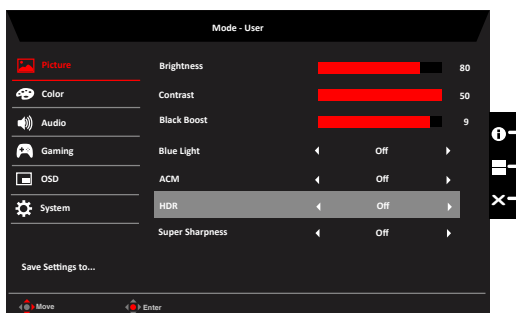 Mode - User
Picture
Brightness 80
Color
Contrast 50
Audio
Black Boost 9
Gaming
Blue Light Off
OSD
ACM Off
System
HDR Off
Super Sharpness Off
Save Settings to...
Move Enter